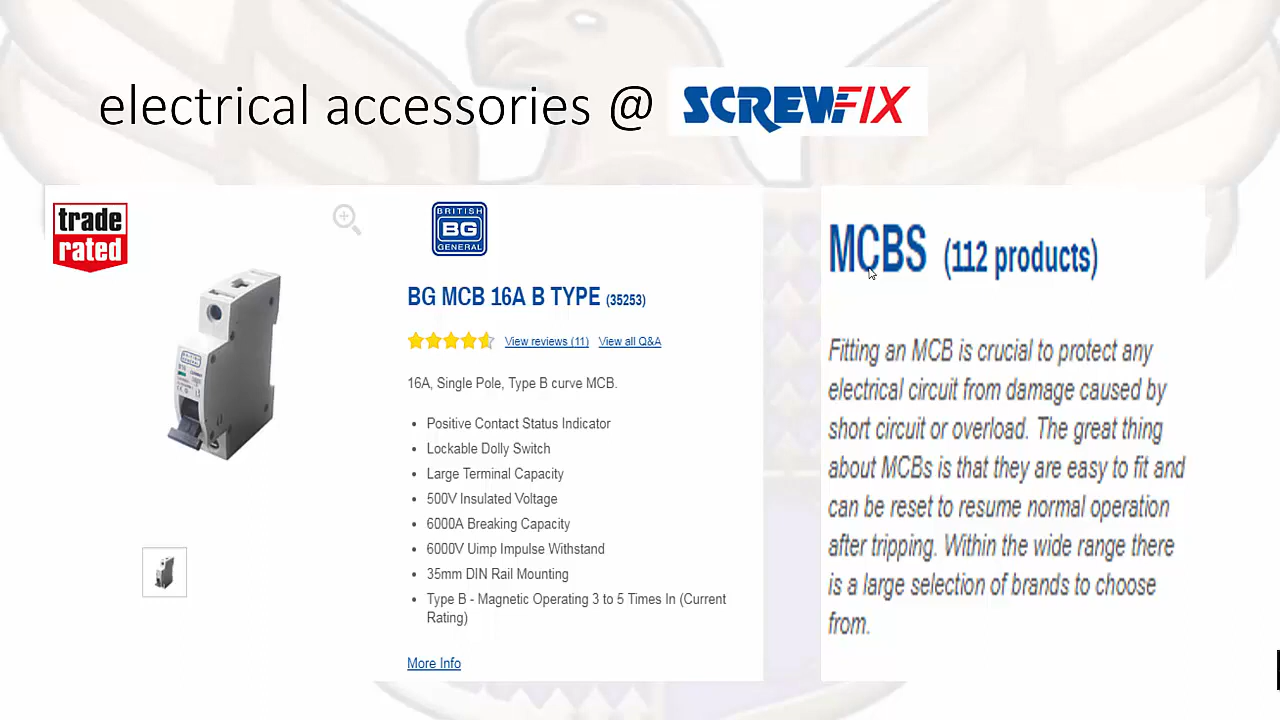 electrical accessories @ SCREWFIX
trade
rated
BRITISH
BG
GENERAL
BG MCB 16A B TYPE (35253)
View reviews (11) View all Q&A
16A, Single Pole, Type B curve MCB.
• Positive Contact Status Indicator
• Lockable Dolly Switch
• Large Terminal Capacity
• 500V Insulated Voltage
• 6000A Breaking Capacity
• 6000V Uimp Impulse Withstand
• 35mm DIN Rail Mounting
• Type B - Magnetic Operating 3 to 5 Times In (Current
Rating)
More Info
MCBS (112 products)
Fitting an MCB is crucial to protect any
electrical circuit from damage caused by
short circuit or overload. The great thing
about MCBs is that they are easy to fit and
can be reset to resume normal operation
after tripping. Within the wide range there
is a large selection of brands to choose
from.